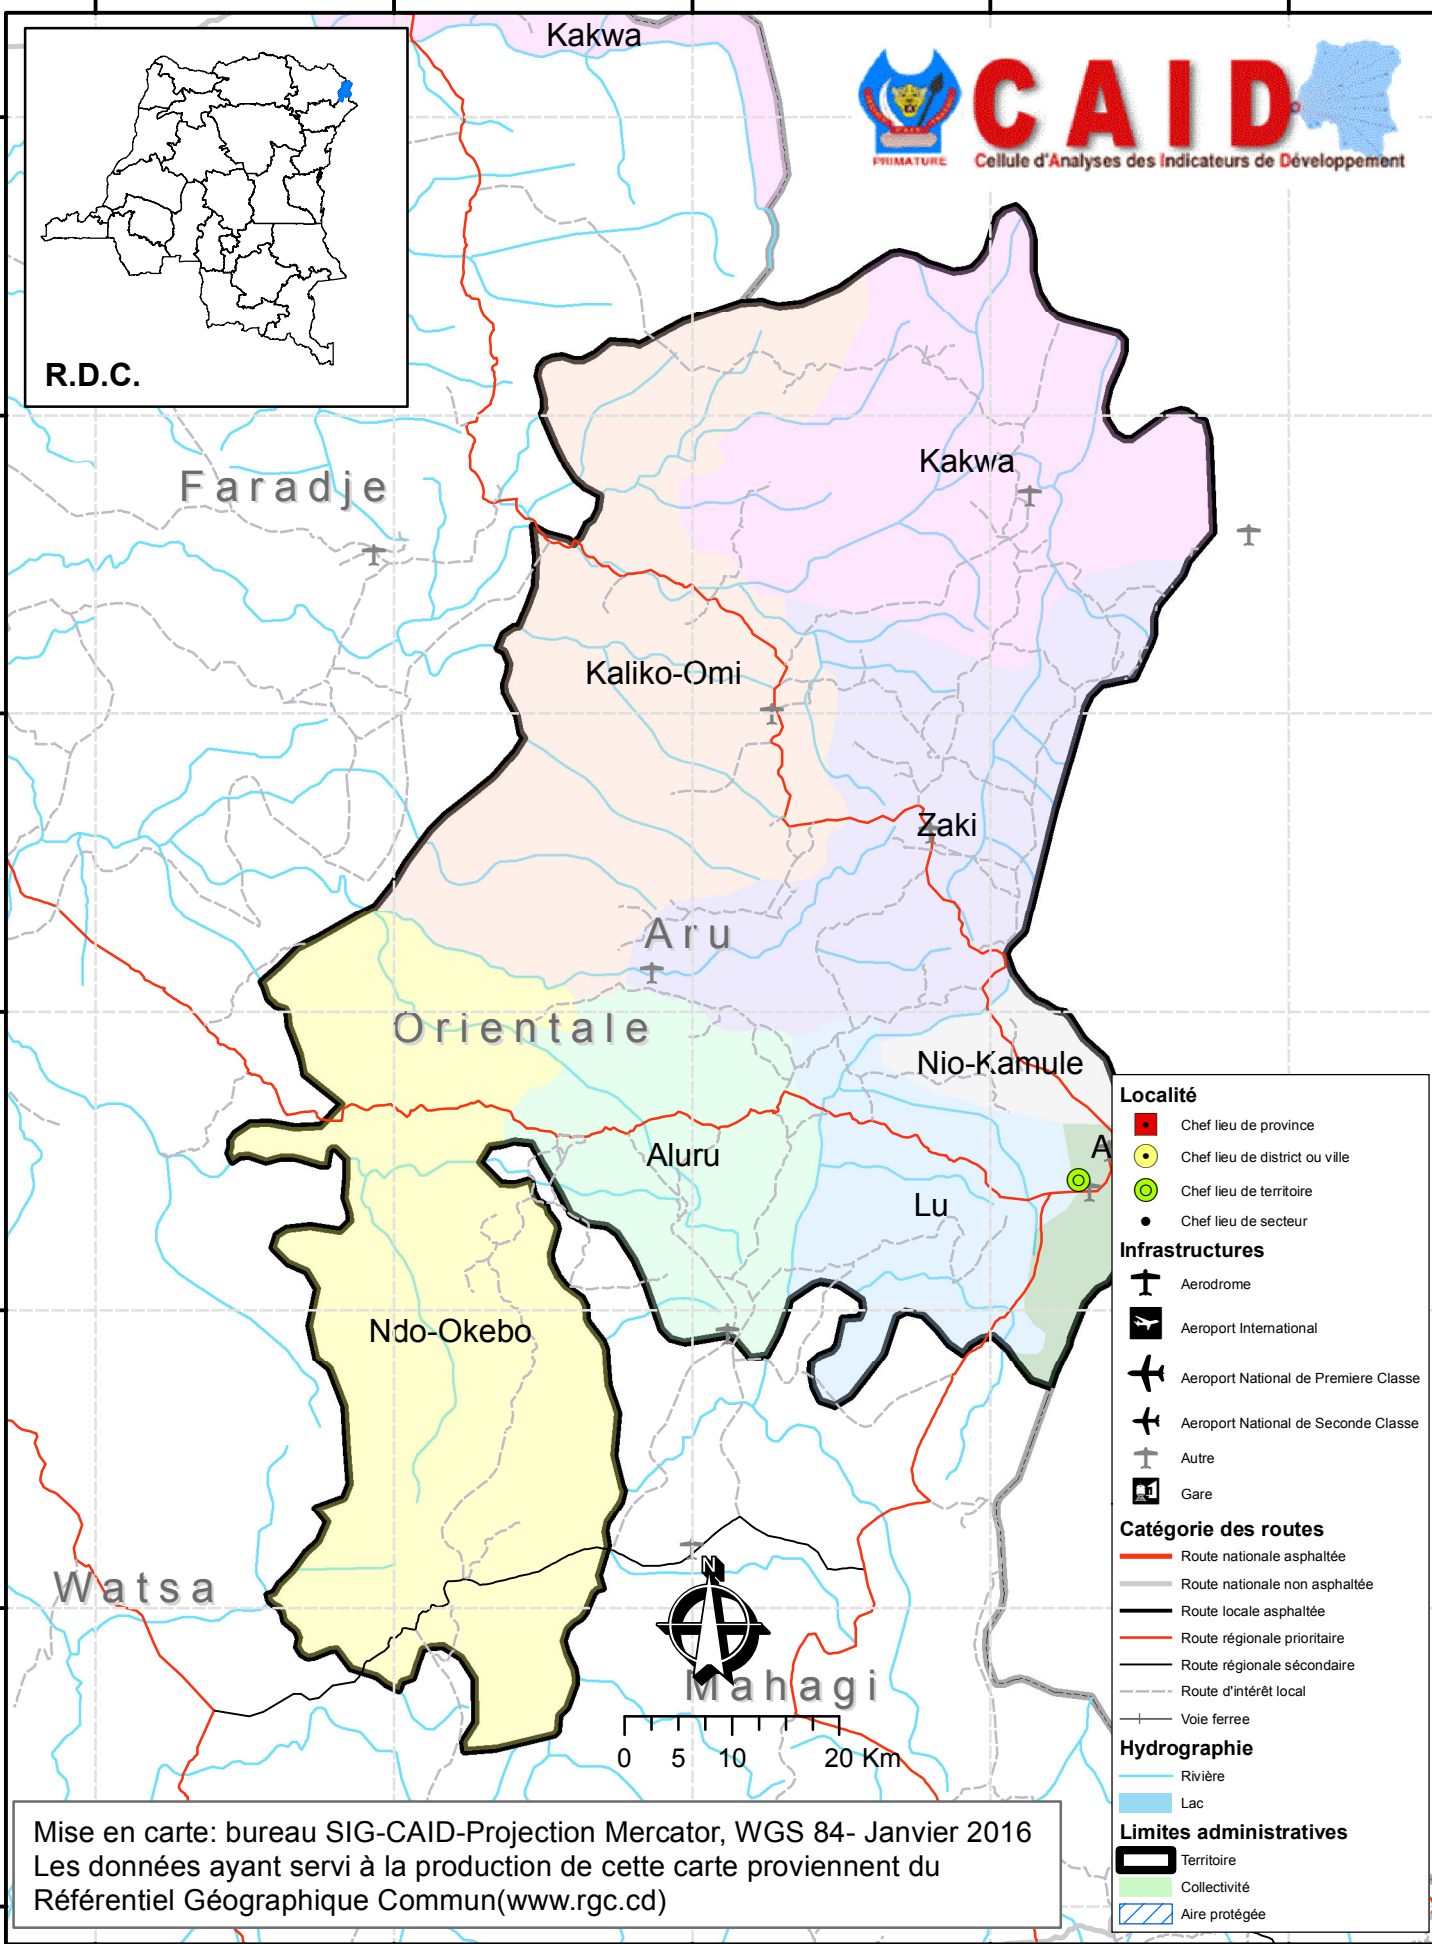 Kakwa
R.D.C.
PRIMATURE
CAID
Cellule d'Analyses des Indicateurs de Développement
Kakwa
Faradje
Kaliko-Omi
Zaki
Aru
Orientale
Nio-Kamule
A
Aluru
Lu
Ndo-Okebo
Watsa
N
Mahagi
0 5 10 20 Km
Localité
Chef lieu de province
Chef lieu de district ou ville
Chef lieu de territoire
Chef lieu de secteur
Infrastructures
Aerodrome
Aeroport International
Aeroport National de Premiere Classe
Aeroport National de Seconde Classe
Autre
Gare
Catégorie des routes
Route nationale asphaltée
Route nationale non asphaltée
Route locale asphaltée
Route régionale prioritaire
Route régionale sécondaire
Route d'intérêt local
Voie ferree
Hydrographie
Rivière
Lac
Limites administratives
Territoire
Collectivité
Aire protégée
Mise en carte: bureau SIG-CAID-Projection Mercator, WGS 84- Janvier 2016
Les données ayant servi à la production de cette carte proviennent du
Référentiel Géographique Commun(www.rgc.cd)